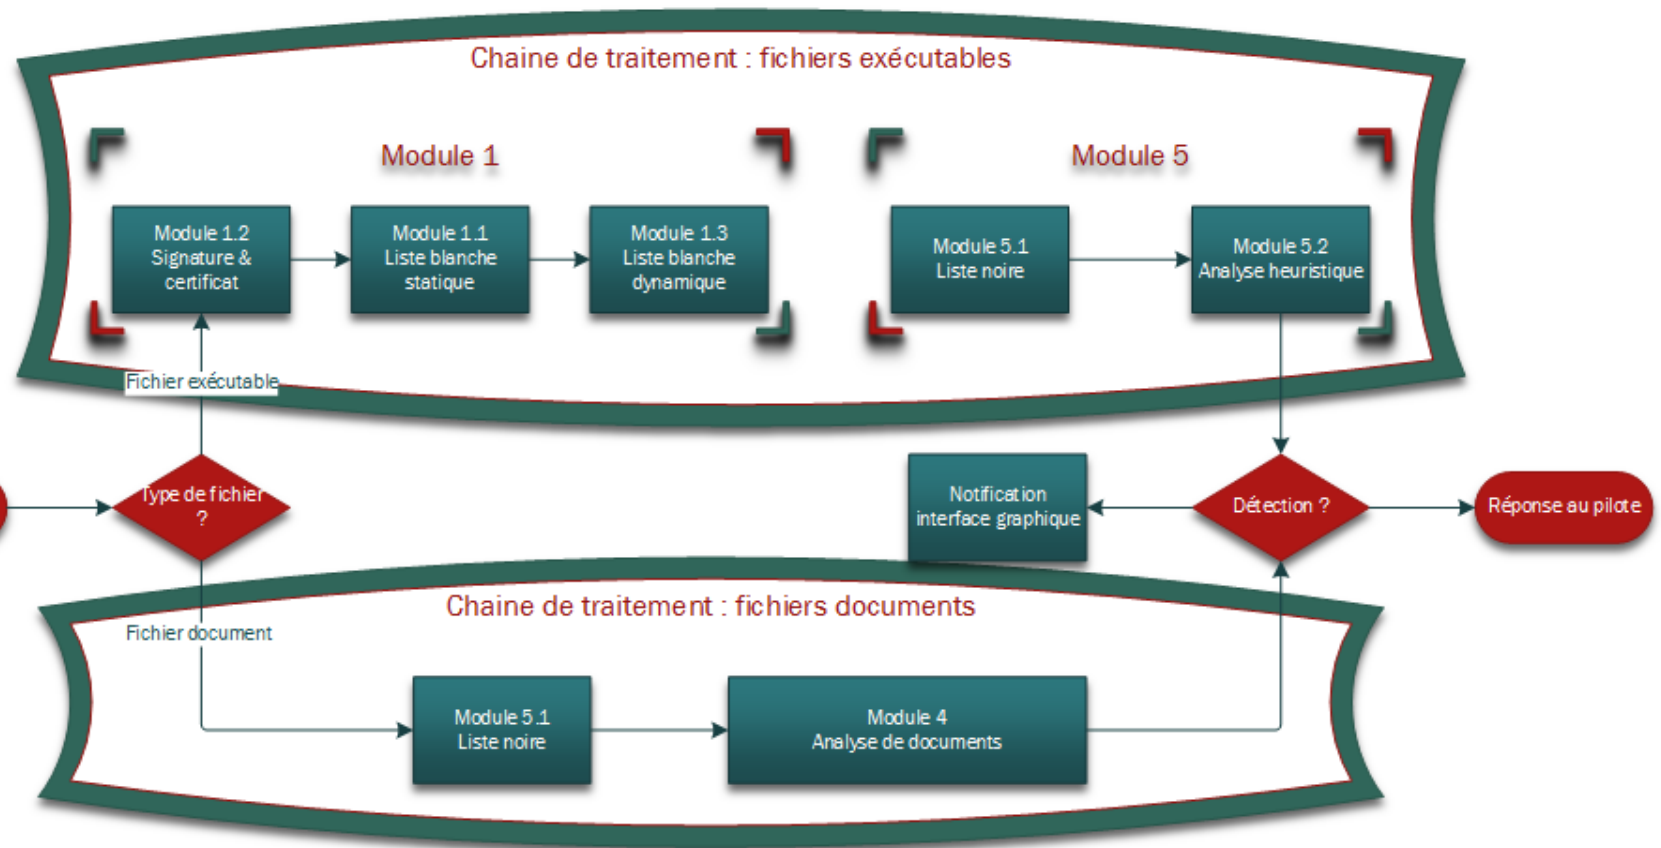 Chaine de traitement : fichiers exécutables
Module 1
Module 5
Module 1.2
Signature &
certificat
Module 1.1
Liste blanche
statique
Module 1.3
Liste blanche
dynamique
Module 5.1
Liste noire
Module 5.2
Analyse heuristique
Fichier exécutable
Type de fichier
?
Notification
interface graphique
Détection ?
Réponse au pilote
Chaine de traitement : fichiers documents
Fichier document
Module 5.1
Liste noire
Module 4
Analyse de documents